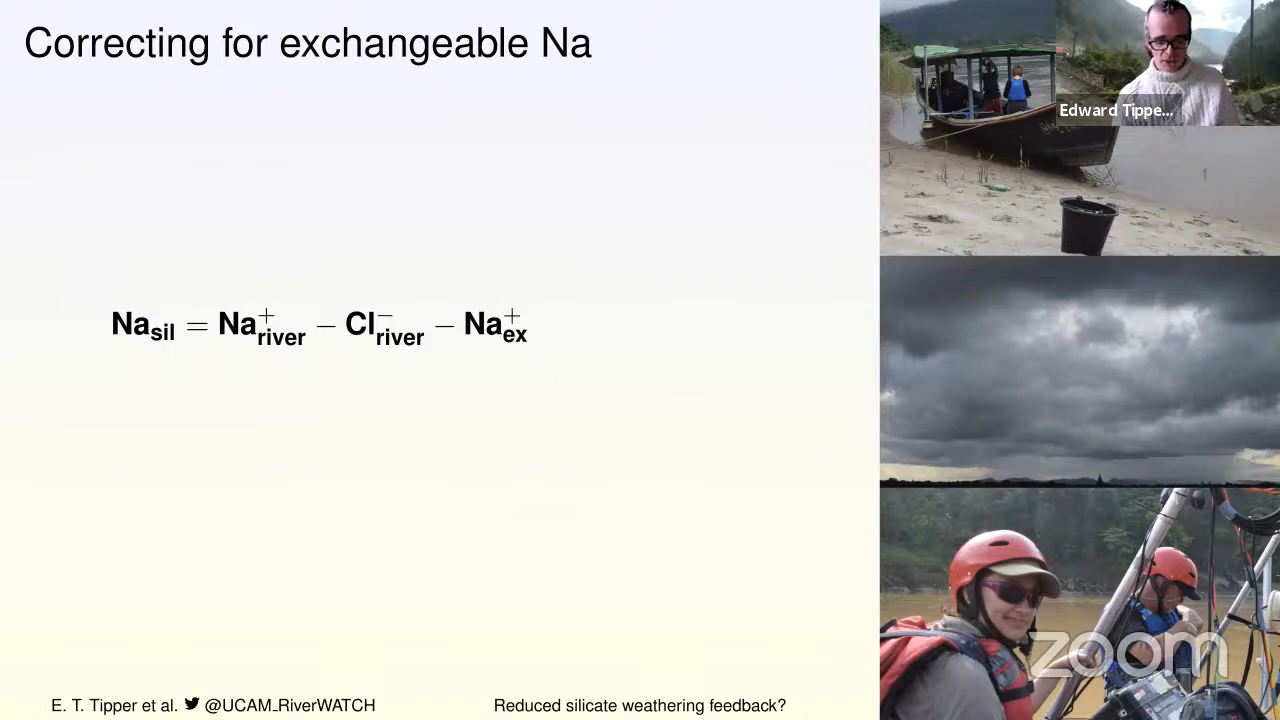 Correcting for exchangeable Na
Edward Tippe...
Na_sil = Na⁺_river − Cl⁻_river − Na⁺_ex
zoom
E. T. Tipper et al. @UCAM_RiverWATCH
Reduced silicate weathering feedback?